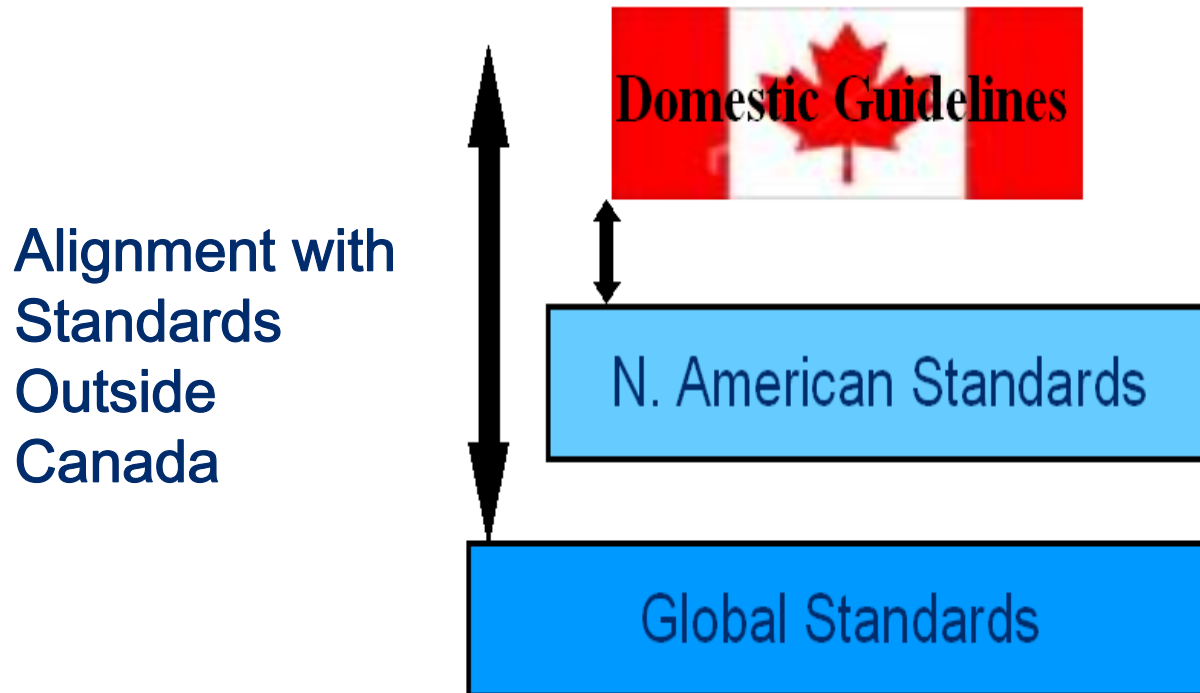 Domestic Guidelines
Alignment with
Standards
Outside
Canada
N. American Standards
Global Standards